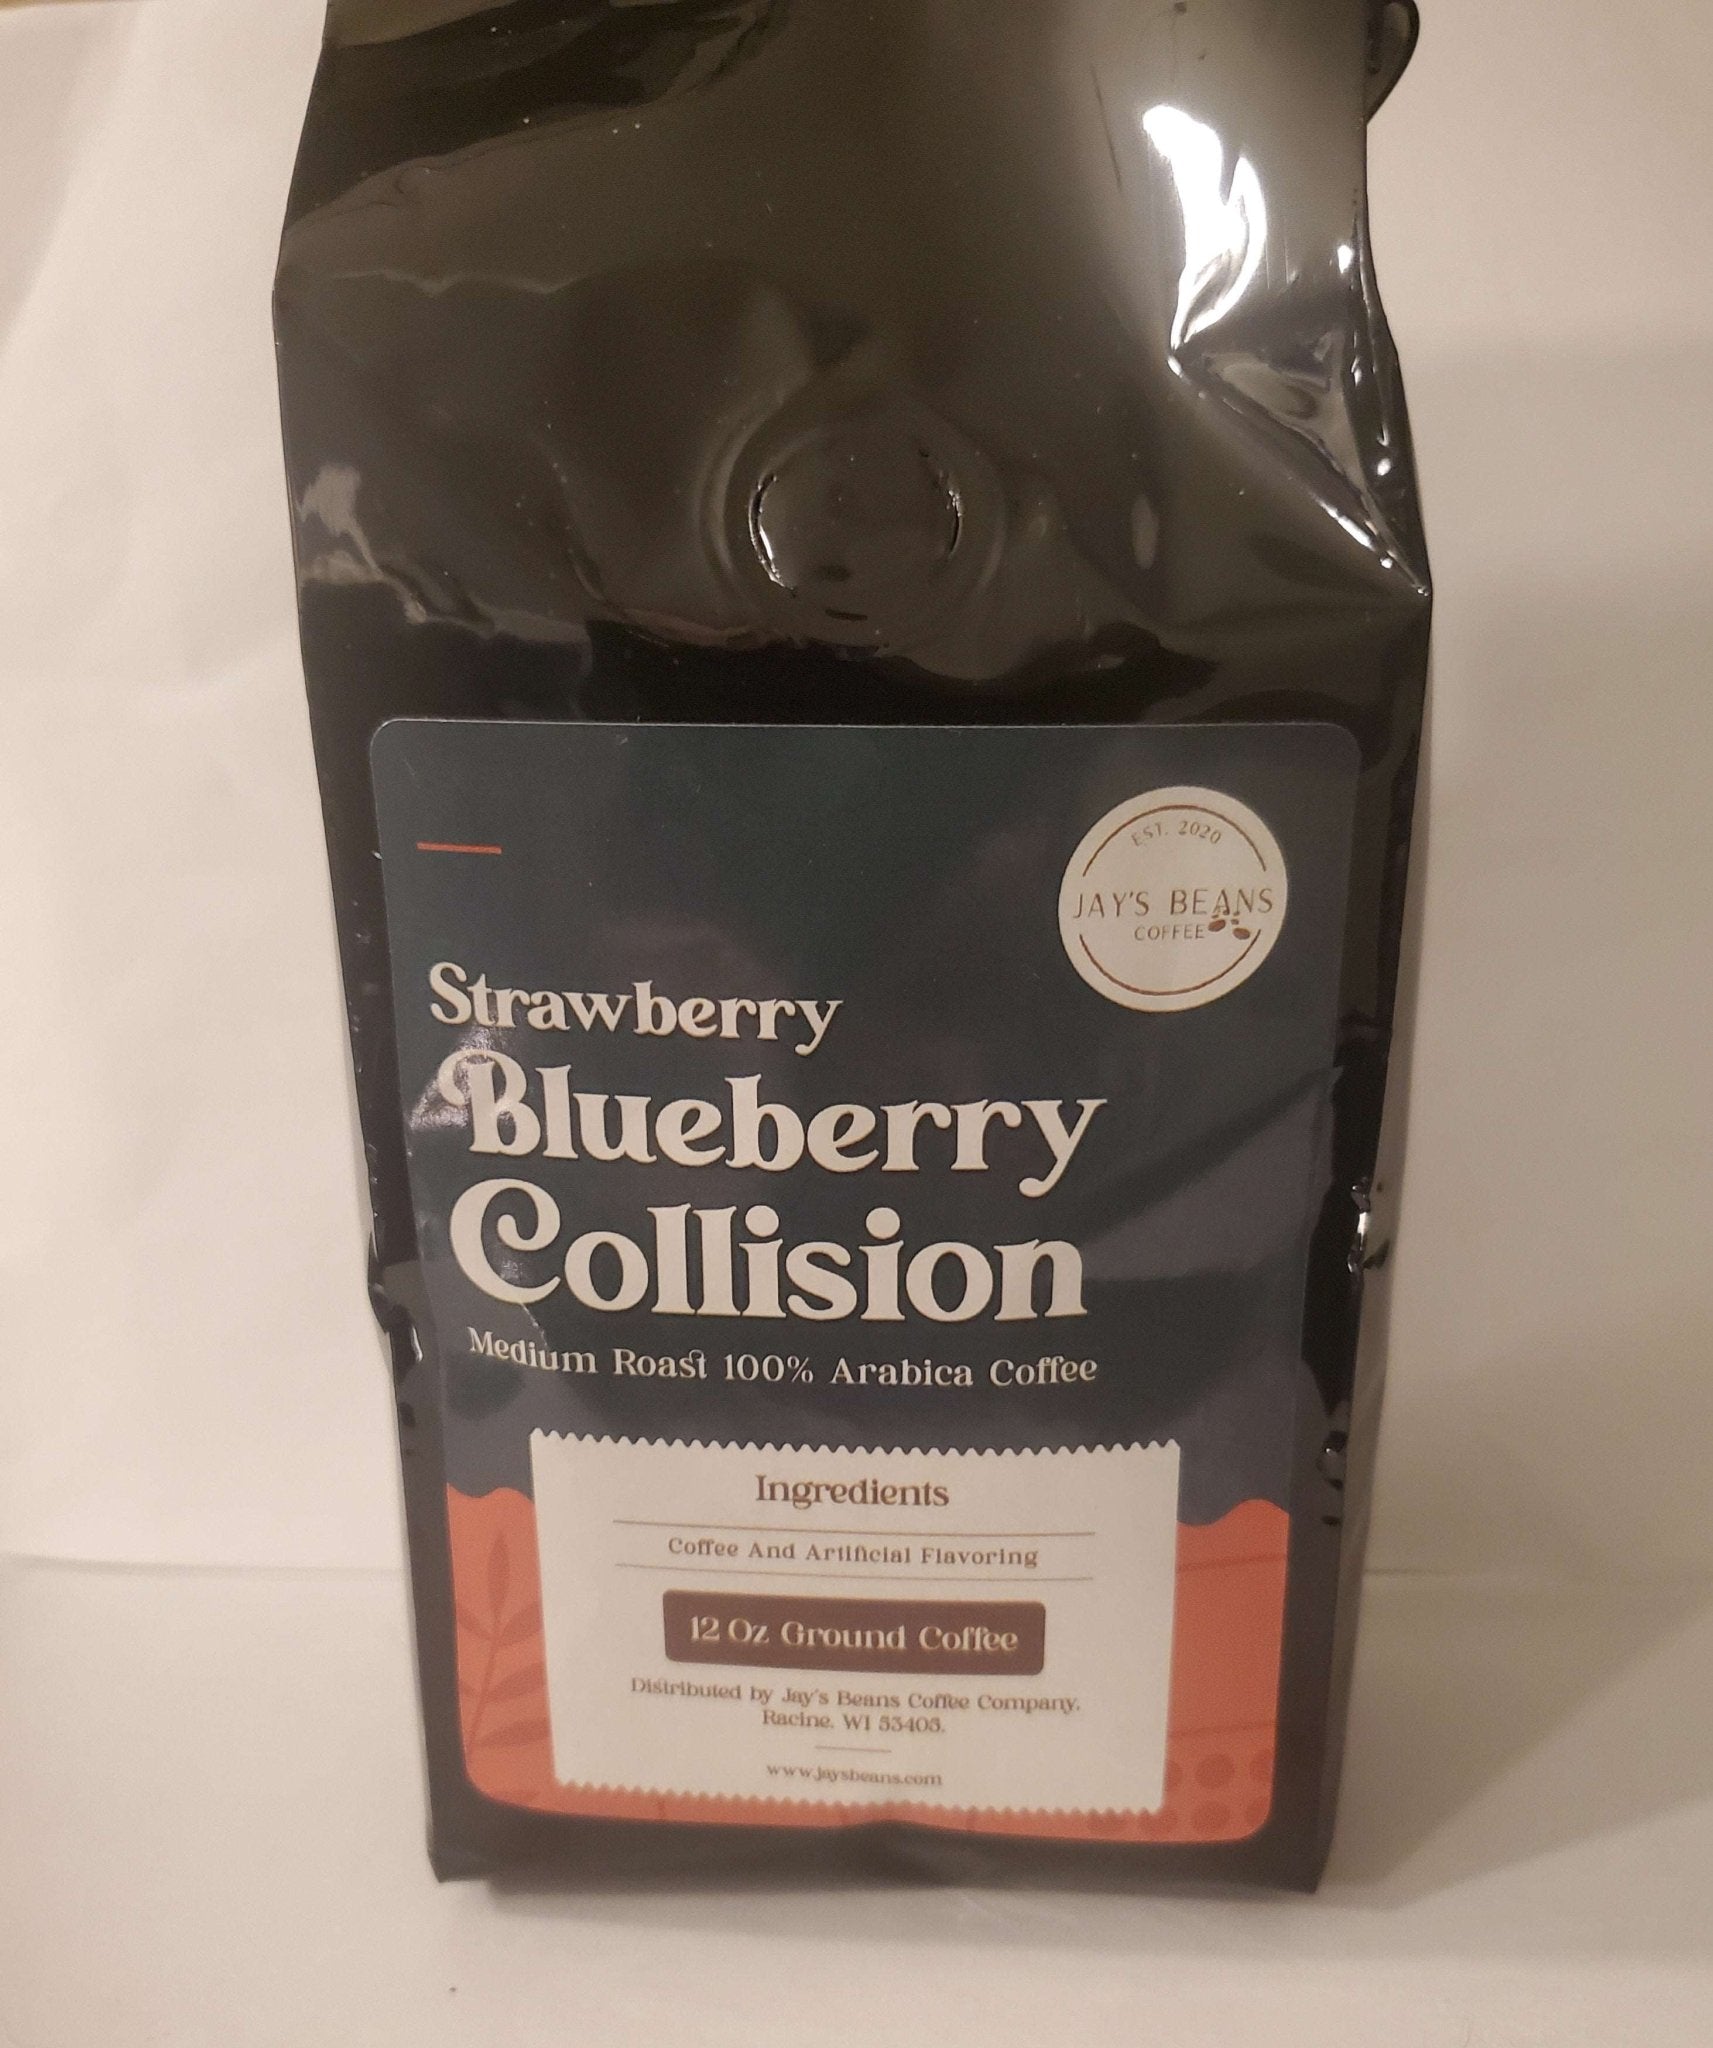 EST. 2020
JAY'S BEANS
COFFEE
Strawberry
Blueberry
Collision
Medium Roast 100% Arabica Coffee
Ingredients
Coffee And Artificial Flavoring
12 Oz Ground Coffee
Distributed by Jay's Beans Coffee Company.
Racine. WI 53403.
www.jaysbeans.com